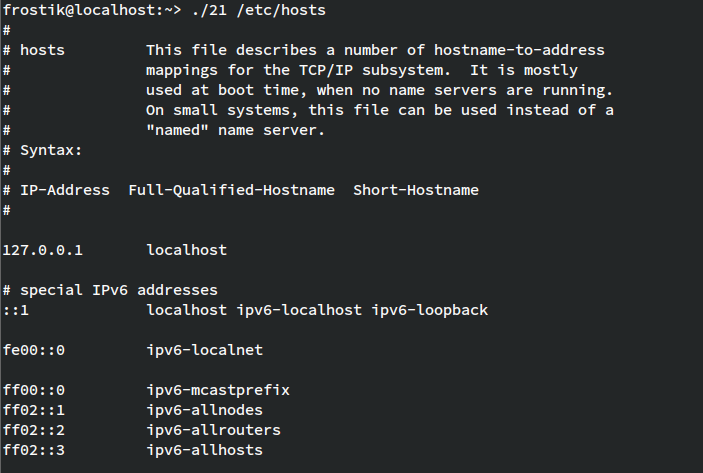 frostik@localhost:~> ./21 /etc/hosts
#
# hosts         This file describes a number of hostname-to-address
#               mappings for the TCP/IP subsystem.  It is mostly
#               used at boot time, when no name servers are running.
#               On small systems, this file can be used instead of a
#               "named" name server.
# Syntax:
#
# IP-Address  Full-Qualified-Hostname  Short-Hostname
#

127.0.0.1       localhost

# special IPv6 addresses
::1             localhost ipv6-localhost ipv6-loopback

fe00::0         ipv6-localnet

ff00::0         ipv6-mcastprefix
ff02::1         ipv6-allnodes
ff02::2         ipv6-allrouters
ff02::3         ipv6-allhosts